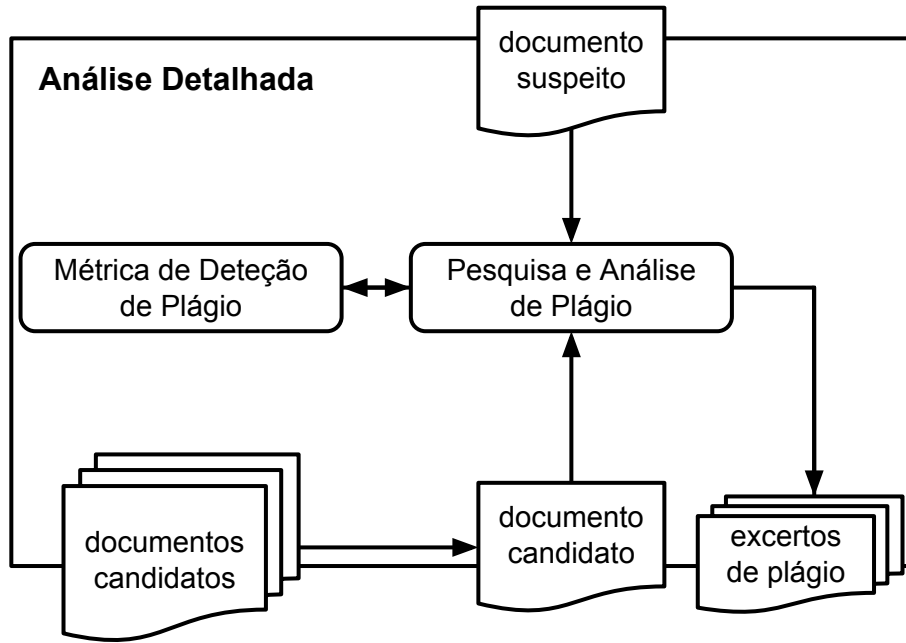 documento
suspeito
Análise Detalhada
Métrica de Deteção
de Plágio
Pesquisa e Análise
de Plágio
documentos
candidatos
documento
candidato
excertos
de plágio